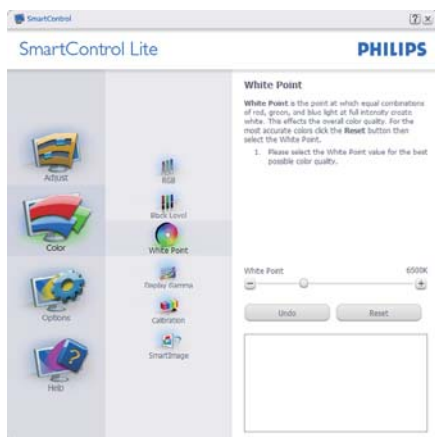 SmartControl
SmartControl Lite
PHILIPS
Adjust
Color
Options
Help
RGB
Black Level
White Point
Display Gamma
Calibration
SmartImage
White Point
White Point is the point at which equal combinations
of red, green, and blue light at full intensity create
white. This effects the overall color quality. For the
most accurate colors click the Reset button then
select the White Point.
1. Please select the White Point value for the best
possible color quality.
White Point 6500K
Undo Reset